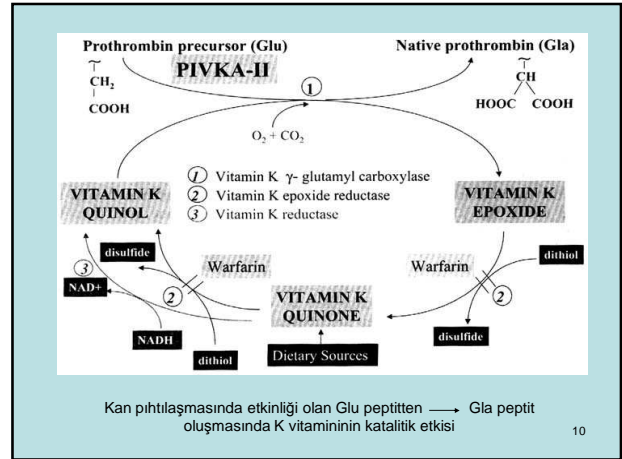 Prothrombin precursor (Glu)
PIVKA-II
Native prothrombin (Gla)
CH2
COOH
1
CH
HOOC COOH
O2 + CO2
1 Vitamin K γ- glutamyl carboxylase
2 Vitamin K epoxide reductase
3 Vitamin K reductase
VITAMIN K
QUINOL
VITAMIN K
EPOXIDE
disulfide
Warfarin
Warfarin
dithiol
3
NAD+
2
VITAMIN K
QUINONE
2
disulfide
NADH
dithiol
Dietary Sources
Kan pıhtılaşmasında etkinliği olan Glu peptitten → Gla peptit
oluşmasında K vitamininin katalitik etkisi
10